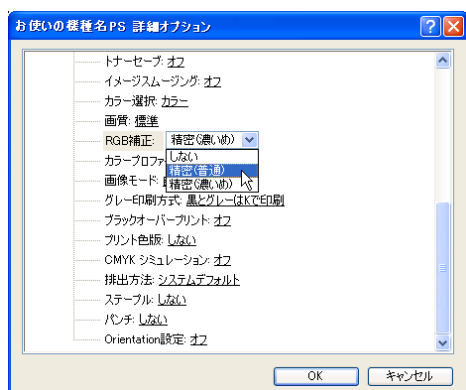 お使いの機種名PS 詳細オプション
トナーセーブ: オフ
イメージスムージング: オフ
カラー選択: カラー
画質: 標準
RGB補正: 精密(濃いめ)
しない
カラープロファ
精密(普通)
画像モード:
精密(濃いめ)
グレー印刷方式: 黒とグレーはKで印刷
ブラックオーバープリント: オフ
プリント色版: しない
CMYK シミュレーション: オフ
排出方法: システムデフォルト
ステープル: しない
パンチ: しない
Orientation設定: オフ
OK キャンセル